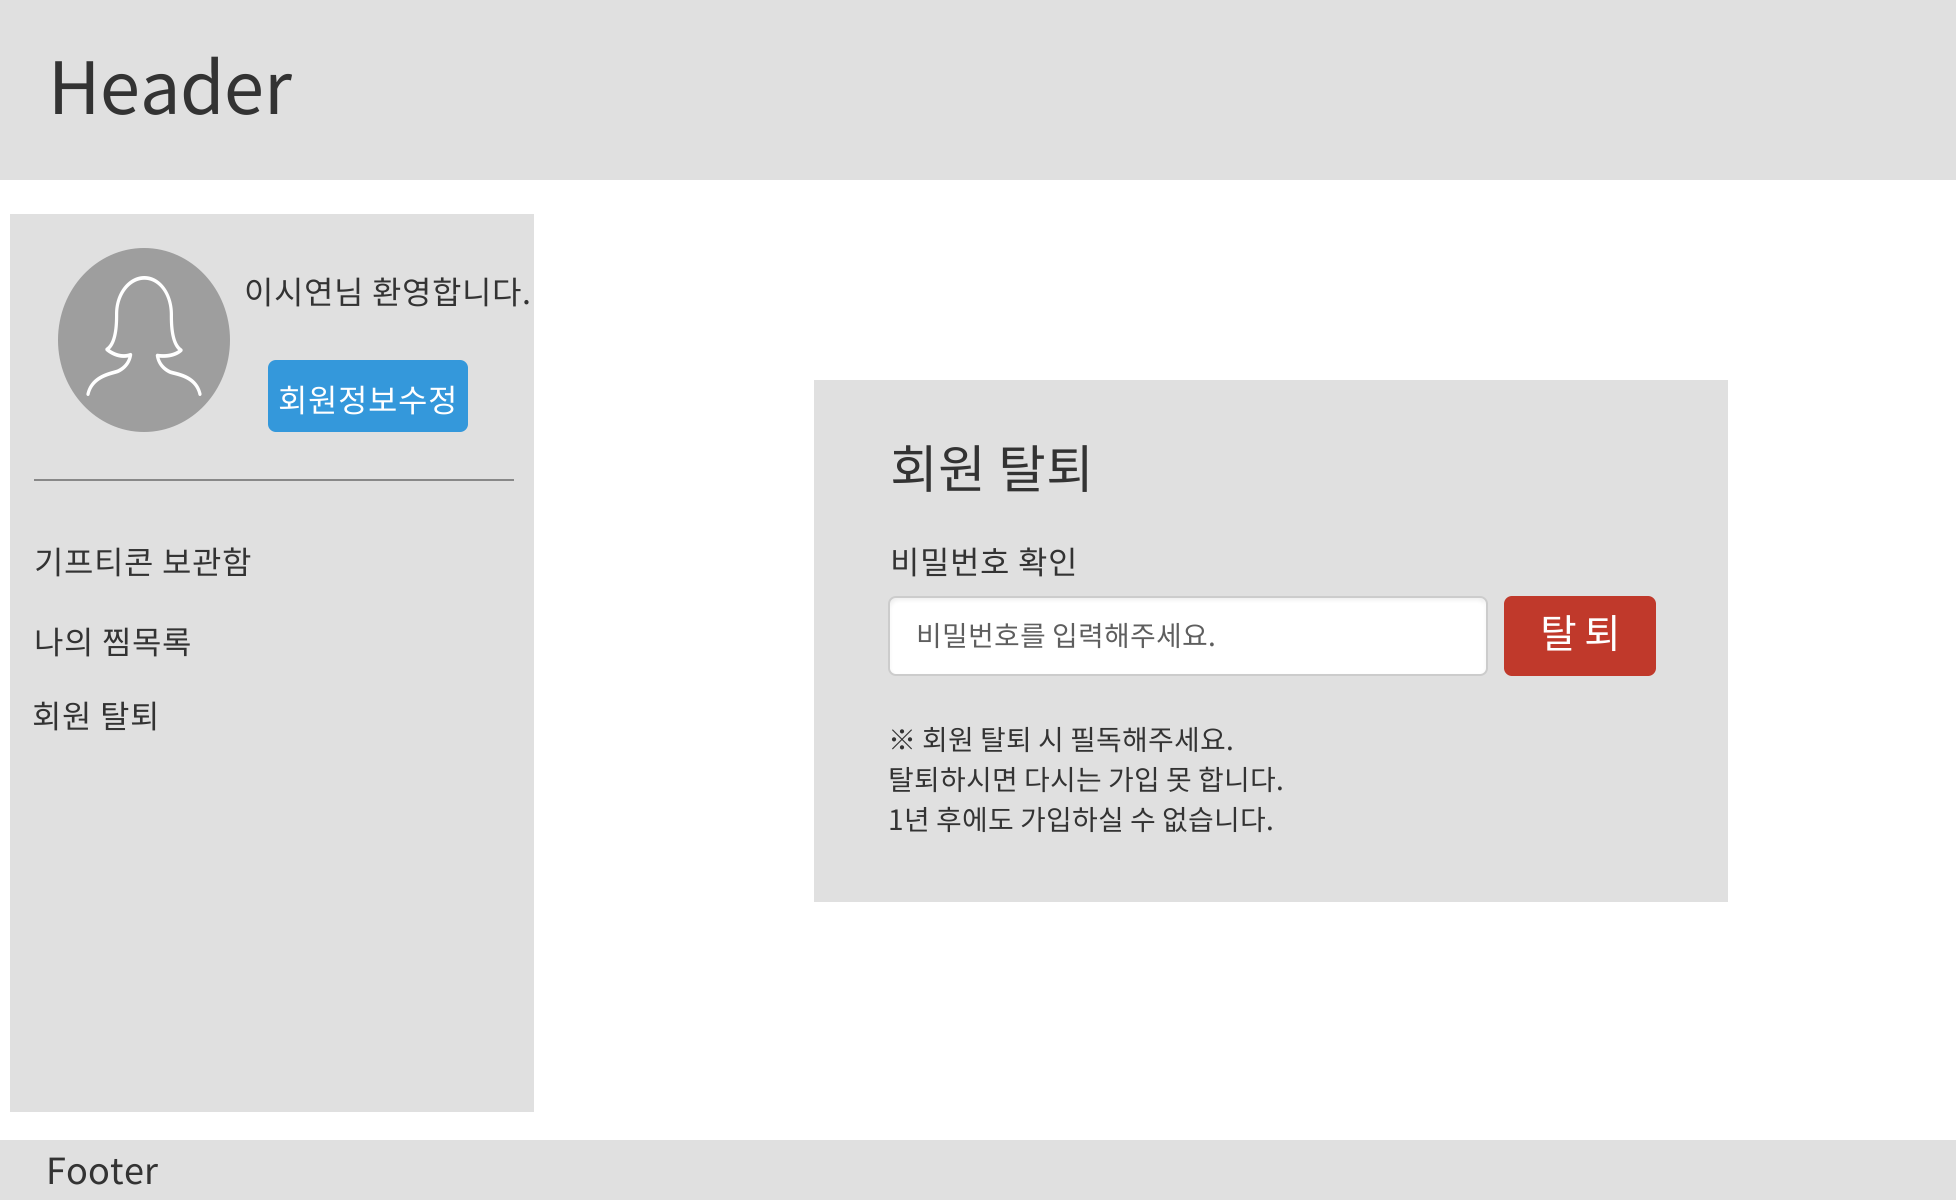 Header
이시연님 환영합니다.
회원정보수정
기프티콘 보관함
나의 찜목록
회원 탈퇴
회원 탈퇴
비밀번호 확인
비밀번호를 입력해주세요.
탈 퇴
※ 회원 탈퇴 시 필독해주세요.
탈퇴하시면 다시는 가입 못 합니다.
1년 후에도 가입하실 수 없습니다.
Footer